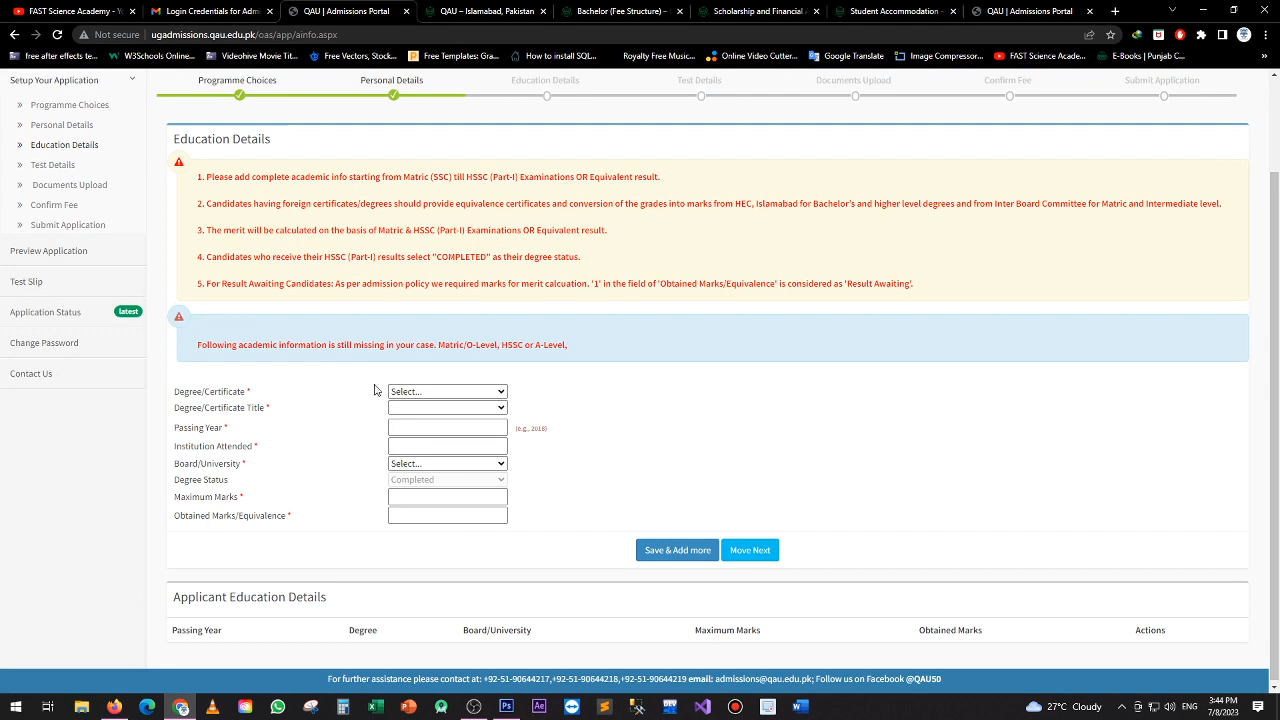 YouTube - FAST Science Academy
Login Credentials for Admi
QAU | Admissions Portal
QAU – Islamabad, Pakistan
Bachelor (Fee Structure) –
Scholarship and Financial A
Student Accommodation –
QAU | Admissions Portal
Not secure ugadmissions.qau.edu.pk/oas/app/info.aspx
free after effects te...
W3Schools Online...
Videohive Mitu Th...
Free Vectors, Stock...
Free Templates: Gra...
How to install SQL...
Royalty Free Music...
Online Video Cutter...
Google Translate
Image Compressor...
FAST Science Acade...
E-Books | Punjab C...
Setup Your Application
Programme Choices
Personal Details
Education Details
Test Details
Documents Upload
Confirm Fee
Submit Application
Preview Application
Test Slip
Application Status latest
Change Password
Contact Us
Programme Choices Personal Details Education Details Test Details Documents Upload Confirm Fee Submit Application
Education Details
1. Please add complete academic info starting from Matric (SSC) till HSSC (Part-I) Examinations OR Equivalent result.
2. Candidates having foreign certificates/degrees should provide equivalence certificates and conversion of the grades into marks from HEC, Islamabad for Bachelor's and higher level degrees and from Inter Board Committee for Matric and Intermediate level.
3. The merit will be calculated on the basis of Matric & HSSC (Part-I) Examinations OR Equivalent result.
4. Candidates who receive their HSSC (Part-I) results select "COMPLETED" as their degree status.
5. For Result Awaiting Candidates: As per admission policy we required marks for merit calcuation. '1' in the field of 'Obtained Marks/Equivalence' is considered as 'Result Awaiting'.
Following academic information is still missing in your case. Matric/O-Level, HSSC or A-Level,
Degree/Certificate * Select...
Degree/Certificate Title *
Passing Year * (e.g., 2018)
Institution Attended *
Board/University * Select...
Degree Status Completed
Maximum Marks *
Obtained Marks/Equivalence *
Save & Add more Move Next
Applicant Education Details
Passing Year Degree Board/University Maximum Marks Obtained Marks Actions
For further assistance please contact at: +92-51-90644217,+92-51-90644218,+92-51-90644219 email: admissions@qau.edu.pk; Follow us on Facebook @QAU50
27°C Cloudy
3:44 PM
7/8/2023